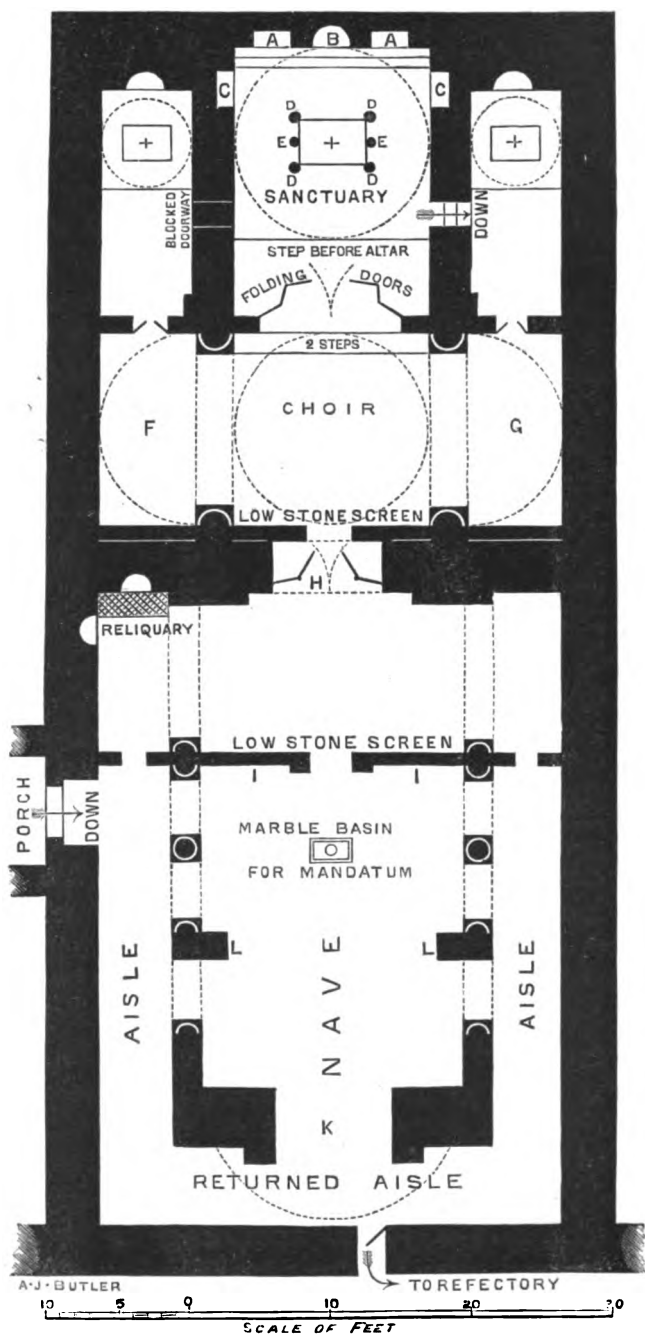 A B A
C C
D D
E E
D D
SANCTUARY
BLOCKED
DOORWAY
DOWN
STEP BEFORE ALTAR
FOLDING DOORS
2 STEPS
CHOIR
F G
LOW STONE SCREEN
H
RELIQUARY
LOW STONE SCREEN
I I
PORCH
DOWN
MARBLE BASIN
FOR MANDATUM
L L
AISLE
NAVE
AISLE
K
RETURNED AISLE
A·J·BUTLER
TO REFECTORY
10 5 0 10 20 30
SCALE OF FEET